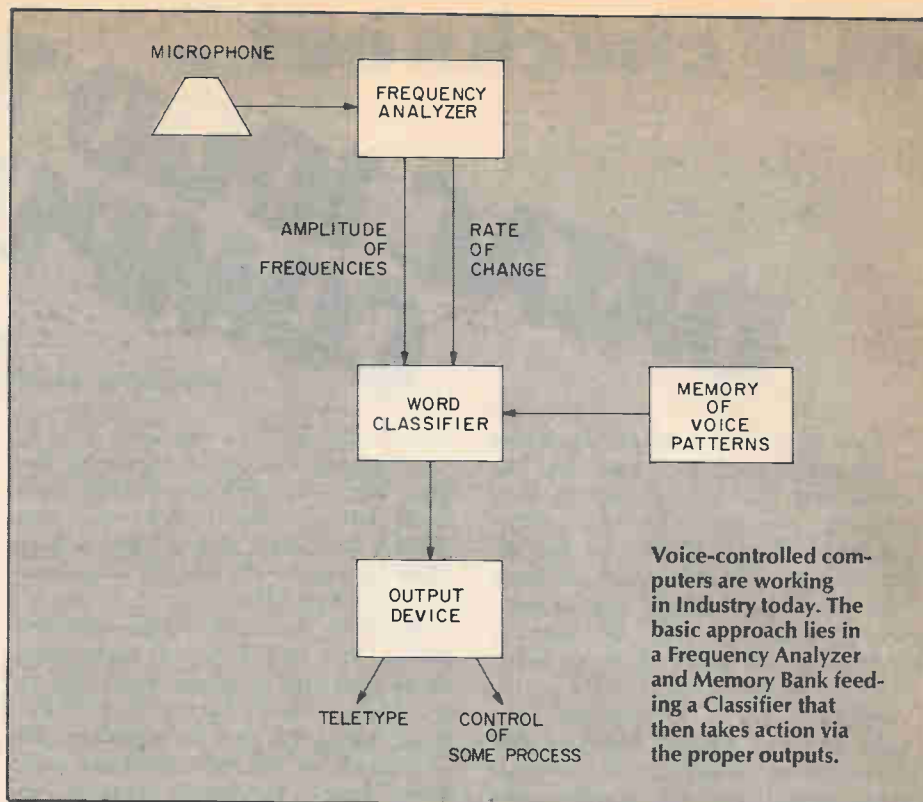 MICROPHONE
FREQUENCY
ANALYZER
AMPLITUDE
OF
FREQUENCIES
RATE
OF
CHANGE
WORD
CLASSIFIER
MEMORY
OF
VOICE
PATTERNS
OUTPUT
DEVICE
TELETYPE
CONTROL
OF
SOME PROCESS
Voice-controlled com-
puters are working
in Industry today. The
basic approach lies in
a Frequency Analyzer
and Memory Bank feed-
ing a Classifier that
then takes action via
the proper outputs.